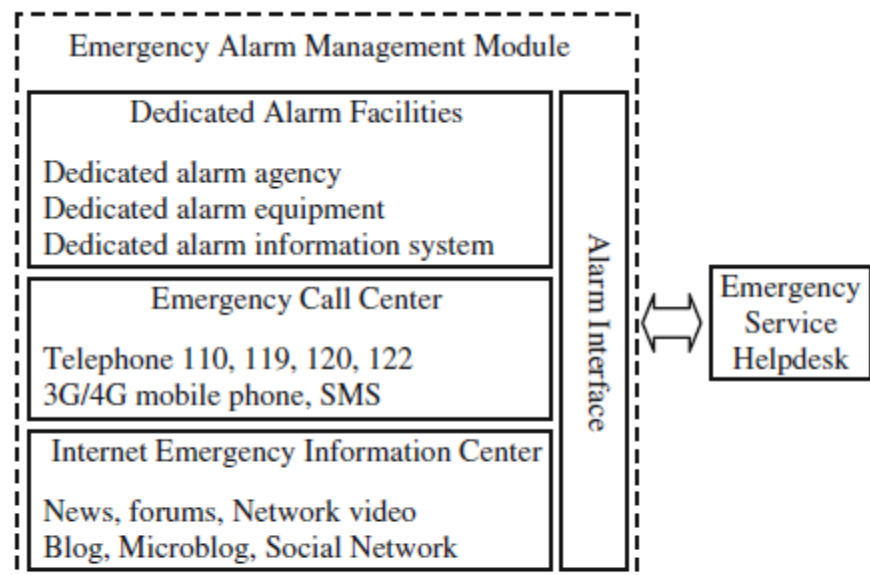 Emergency Alarm Management Module
Dedicated Alarm Facilities
Dedicated alarm agency
Dedicated alarm equipment
Dedicated alarm information system
Emergency Call Center
Telephone 110, 119, 120, 122
3G/4G mobile phone, SMS
Internet Emergency Information Center
News, forums, Network video
Blog, Microblog, Social Network
Alarm Interface
Emergency
Service
Helpdesk